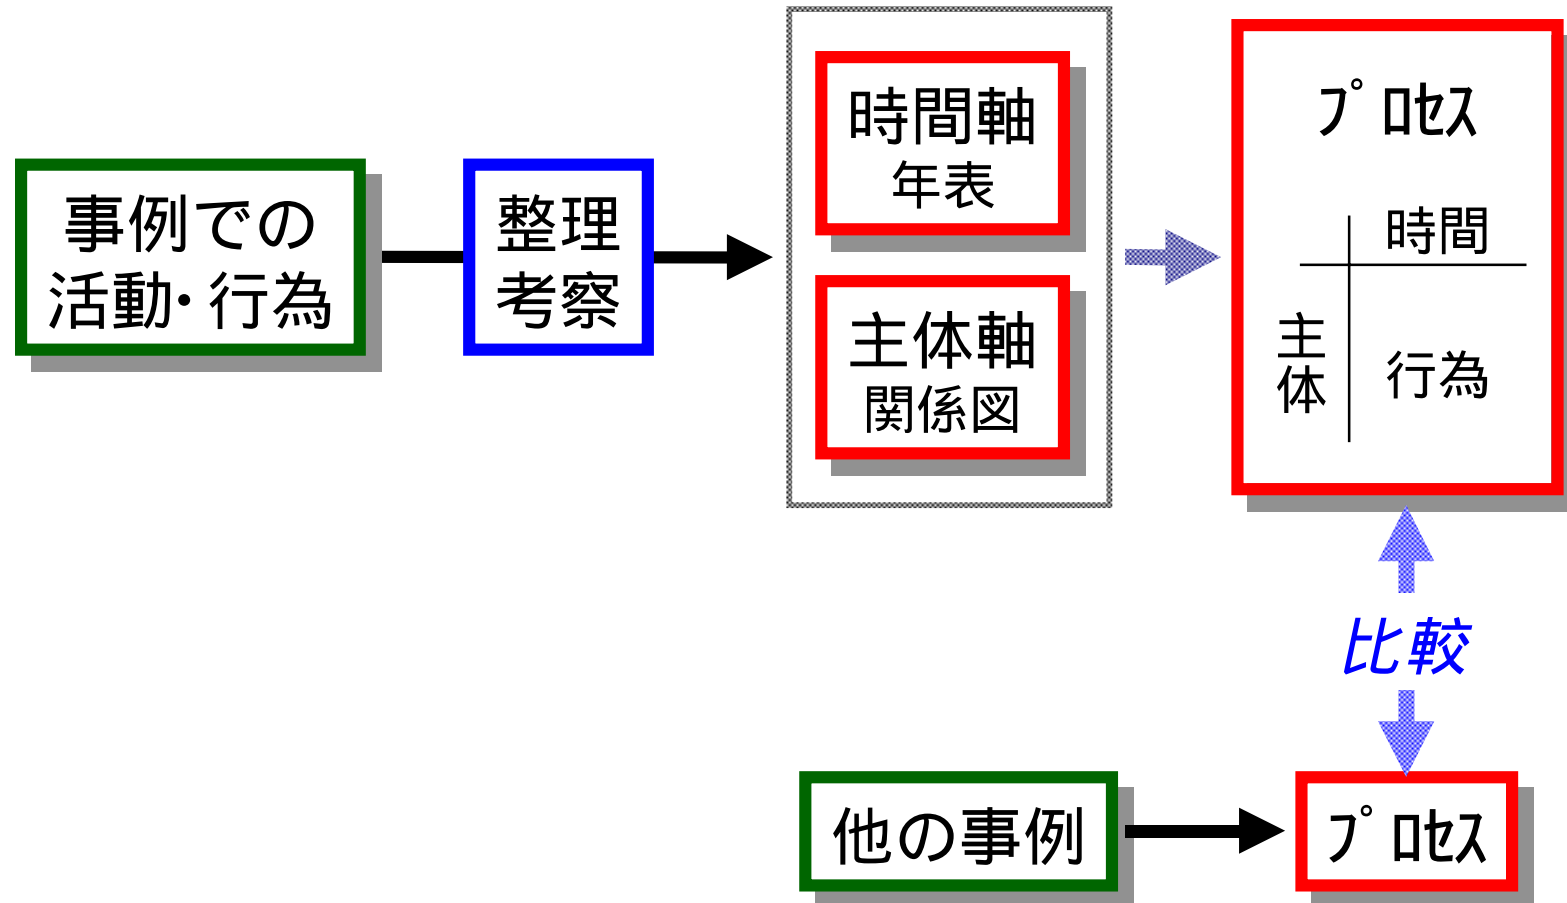 事例での
活動・行為
整理
考察
時間軸
年表
主体軸
関係図
ﾌﾟﾛｾｽ
時間
主体
行為
比較
他の事例
ﾌﾟﾛｾｽ